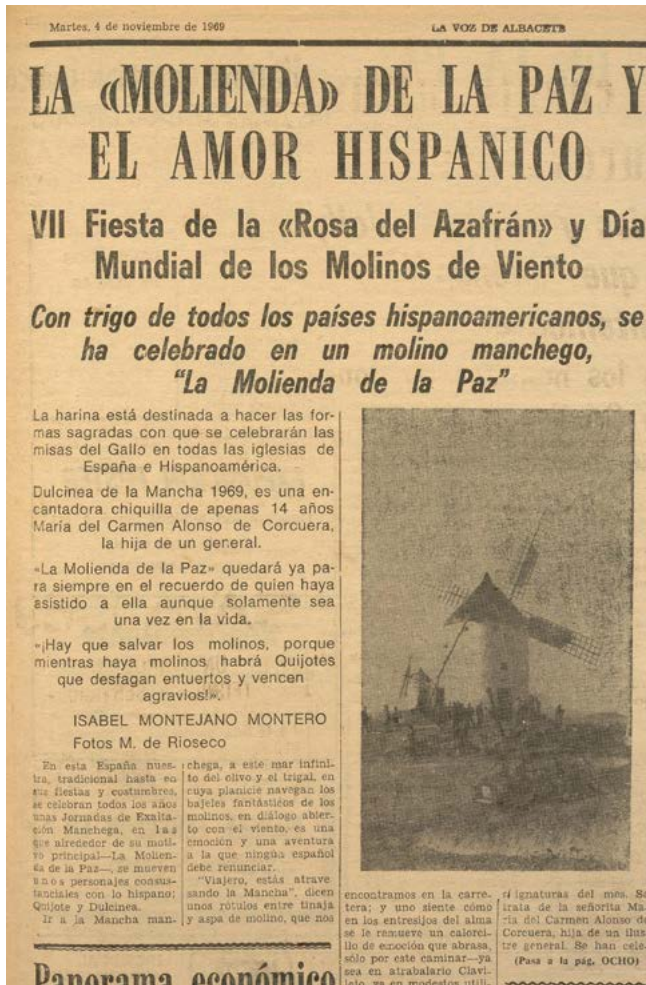 Martes, 4 de noviembre de 1969
LA VOZ DE ALBACETE
LA «MOLIENDA» DE LA PAZ Y
EL AMOR HISPANICO
VII Fiesta de la «Rosa del Azafrán» y Día
Mundial de los Molinos de Viento
Con trigo de todos los países hispanoamericanos, se
ha celebrado en un molino manchego,
"La Molienda de la Paz"
La harina está destinada a hacer las for-
mas sagradas con que se celebrarán las
misas del Gallo en todas las iglesias de
España e Hispanoamérica.
Dulcinea de la Mancha 1969, es una en-
cantadora chiquilla de apenas 14 años
María del Carmen Alonso de Corcuera,
la hija de un general.
«La Molienda de la Paz» quedará ya pa-
ra siempre en el recuerdo de quien haya
asistido a ella aunque solamente sea
una vez en la vida.
«¡Hay que salvar los molinos, porque
mientras haya molinos habrá Quijotes
que desfagan entuertos y vencen
agravios!».
ISABEL MONTEJANO MONTERO
Fotos M. de Rioseco
En esta España nues-
tra, tradicional hasta en
sus fiestas y costumbres,
se celebran todos los años
unas Jornadas de Exalta-
ción Manchega, en las
que alrededor de su moti-
vo principal—La Molien-
da de la Paz—, se mueven
unos personajes consus-
tanciales con lo hispano;
Quijote y Dulcinea.
Ir a la Mancha man-
chega, a este mar infini-
to del olivo y el trigal, en
cuya planicie navegan los
bajeles fantásticos de los
molinos, en diálogo abier-
to con el viento, es una
emoción y una aventura
a la que ningún español
debe renunciar.
"Viajero, estás atrave-
sando la Mancha", dicen
unos rótulos entre tinaja
y aspa de molino, que nos
encontramos en la carre-
tera; y uno siente cómo
en los entresijos del alma
se le remueve un calorci-
llo de emoción que abrasa,
sólo por este caminar—ya
sea en atrabalario Clavi-
leño, ya en modestos utili-
signaturas del mes. Se
trata de la señorita Ma-
ría del Carmen Alonso de
Corcuera, hija de un ilus-
tre general. Se han cele-
(Pasa a la pág. OCHO)
Panorama económico